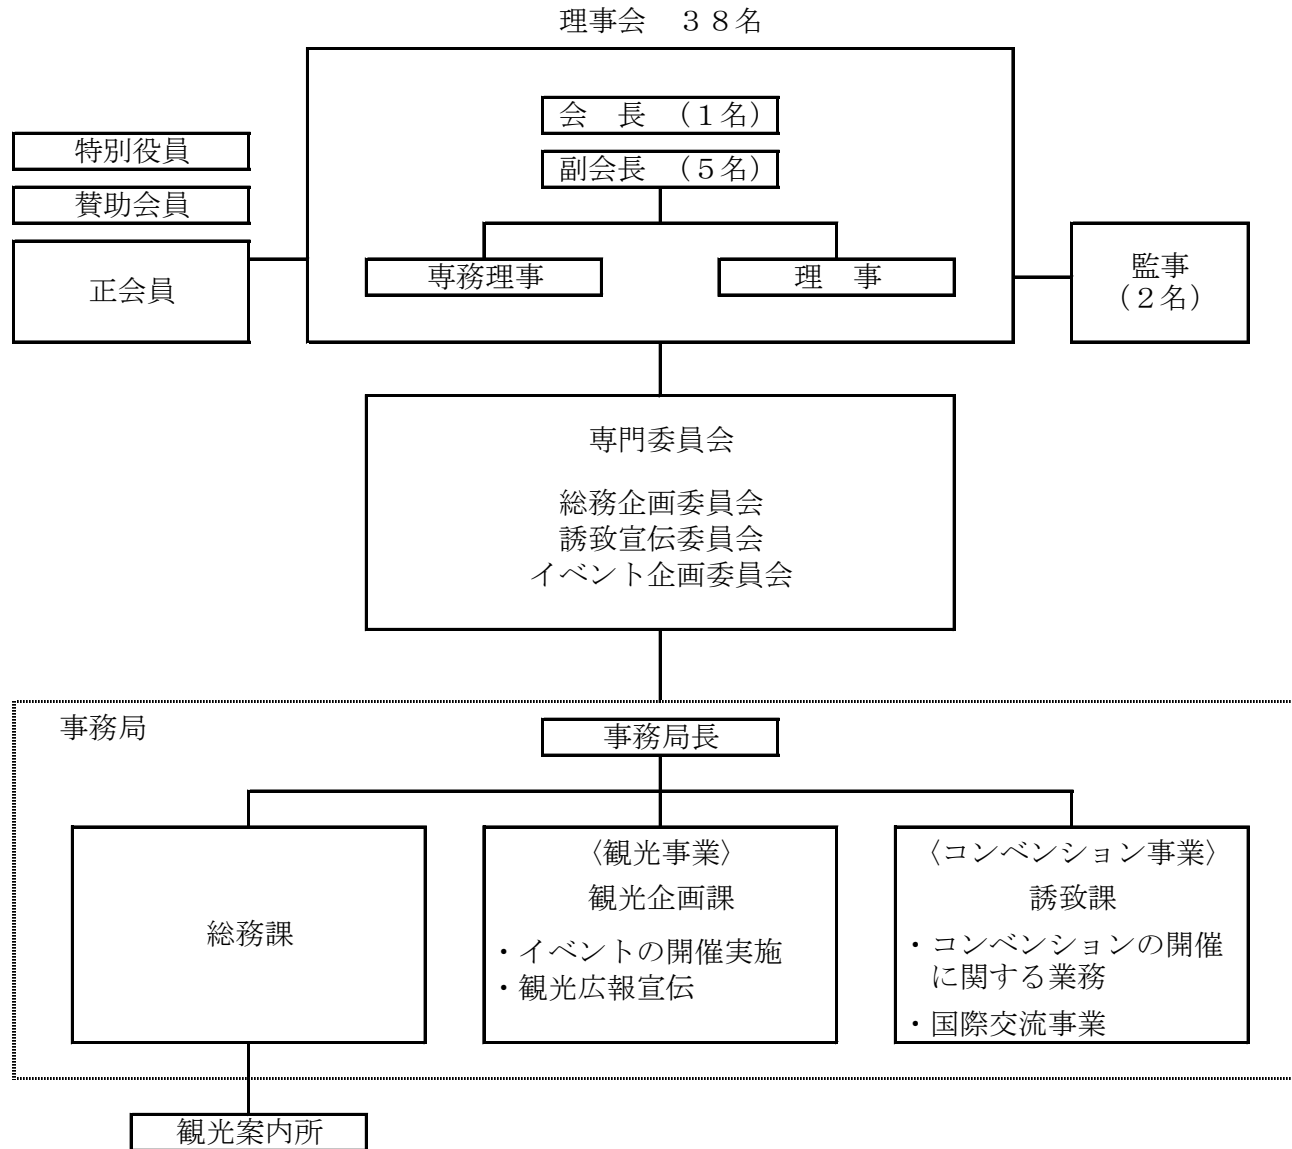 理事会　３８名
会　長　（１名）
副会長　（５名）
専務理事
理　事
特別役員
賛助会員
正会員
監事
（２名）
専門委員会
総務企画委員会
誘致宣伝委員会
イベント企画委員会
事務局
事務局長
総務課
〈観光事業〉
観光企画課
・イベントの開催実施
・観光広報宣伝
〈コンベンション事業〉
誘致課
・コンベンションの開催
に関する業務
・国際交流事業
観光案内所